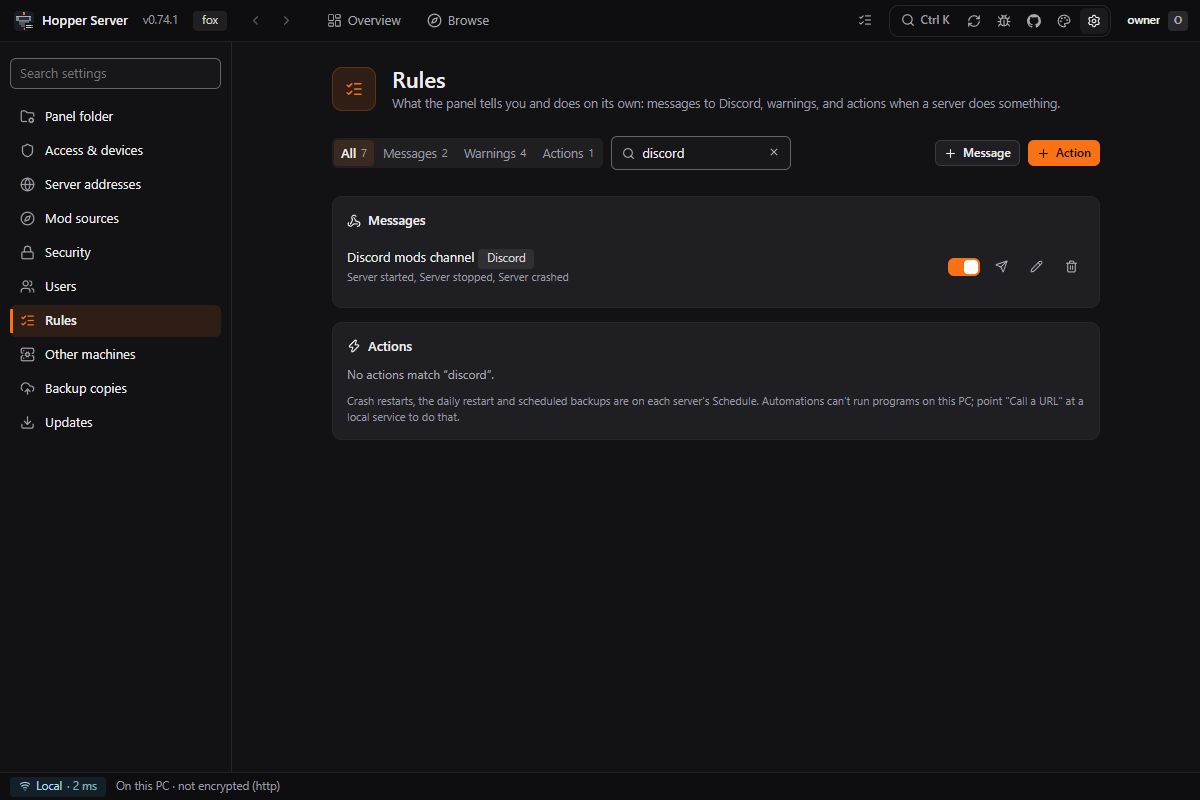 Hopper Server v0.74.1 fox Overview Browse Ctrl K owner O
Search settings
Panel folder
Access & devices
Server addresses
Mod sources
Security
Users
Rules
Other machines
Backup copies
Updates
Rules
What the panel tells you and does on its own: messages to Discord, warnings, and actions when a server does something.
All 7 Messages 2 Warnings 4 Actions 1 discord × + Message + Action
Messages
Discord mods channel Discord
Server started, Server stopped, Server crashed
Actions
No actions match “discord”.
Crash restarts, the daily restart and scheduled backups are on each server's Schedule. Automations can't run programs on this PC; point "Call a URL" at a
local service to do that.
Local · 2 ms On this PC · not encrypted (http)